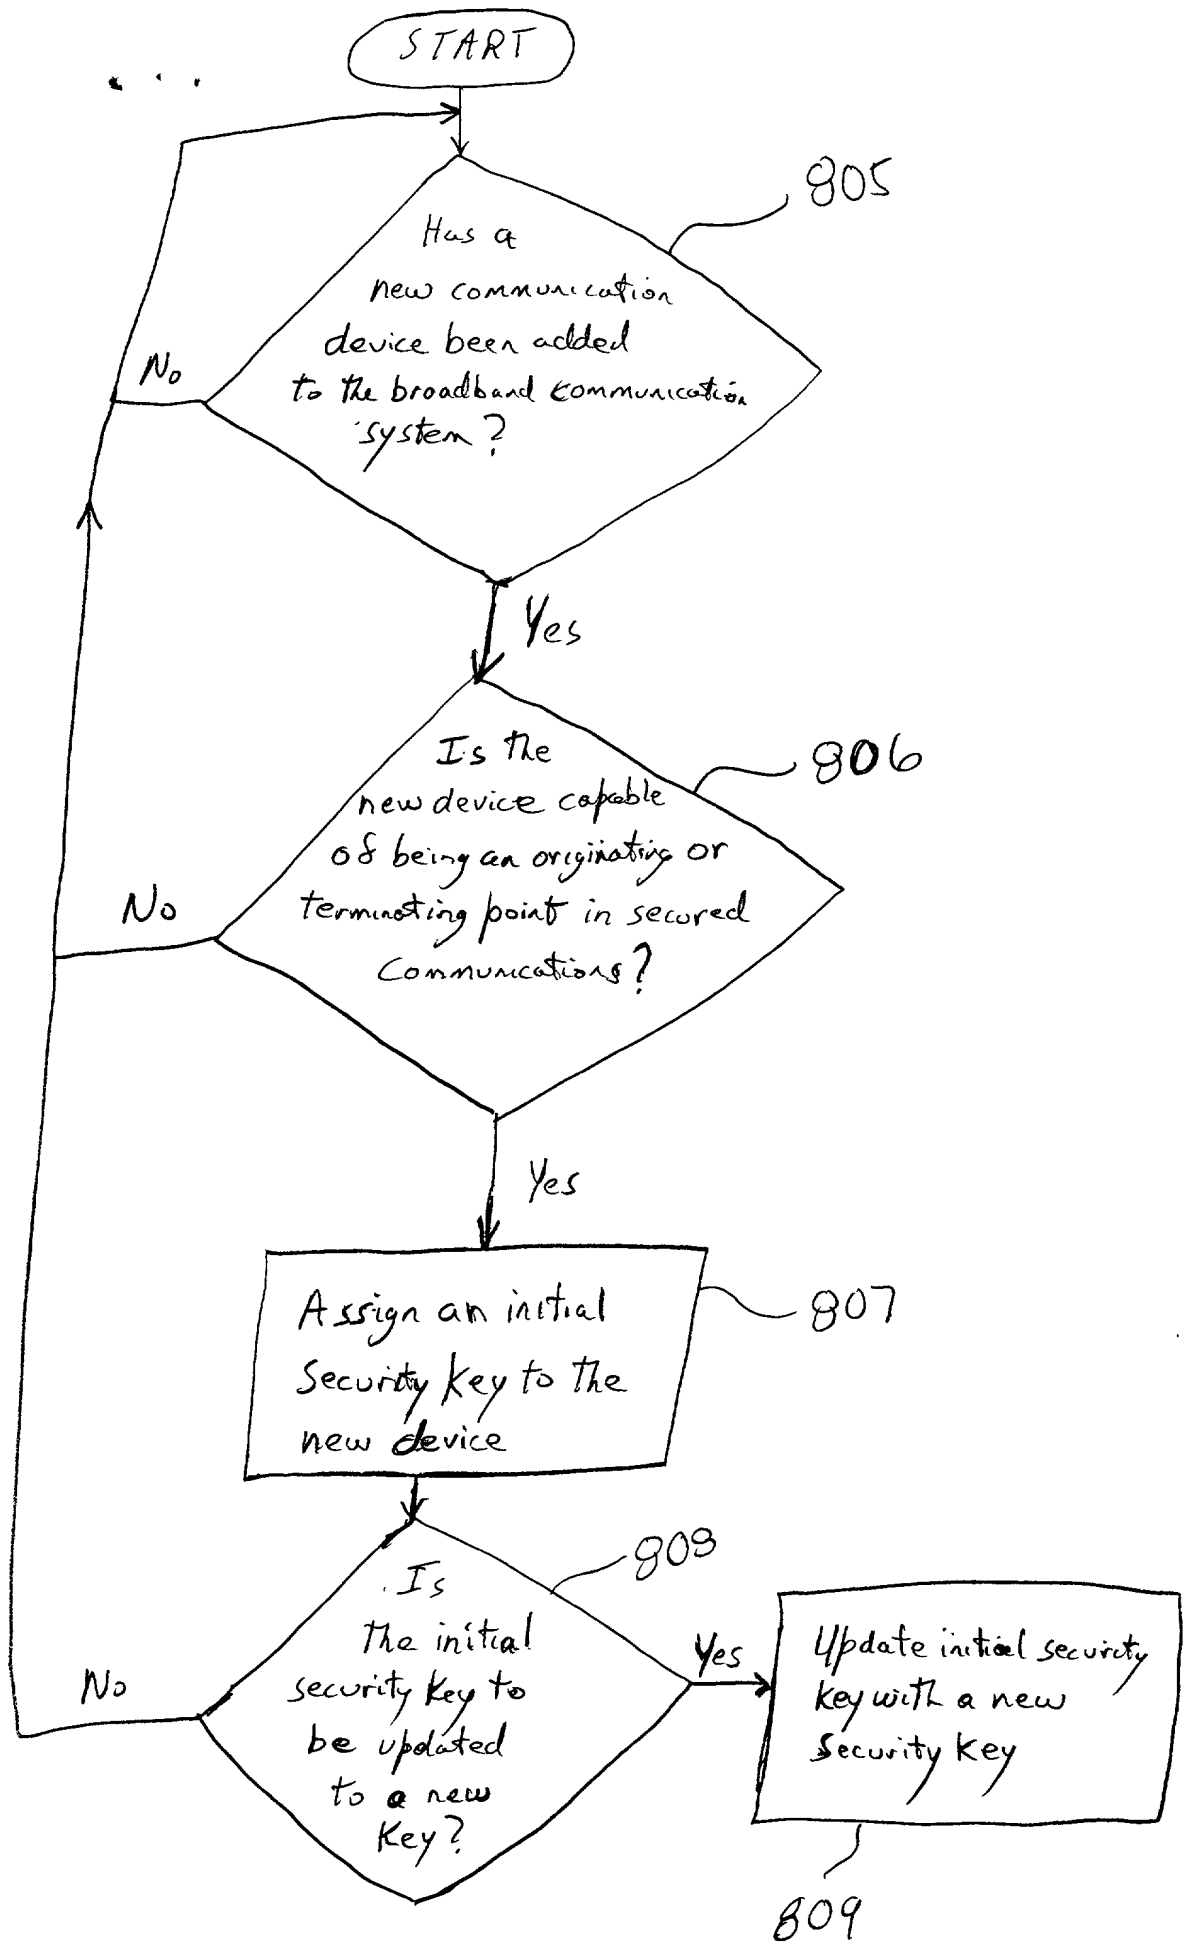 START
805
Has a
new communication
device been added
to the broadband communication
system?
No
Yes
806
Is the
new device capable
of being an originating or
terminating point in secured
communications?
No
Yes
807
Assign an initial
security key to the
new device
808
Is
the initial
security key to
be updated
to a new
key?
No
Yes
Update initial security
key with a new
security key
809